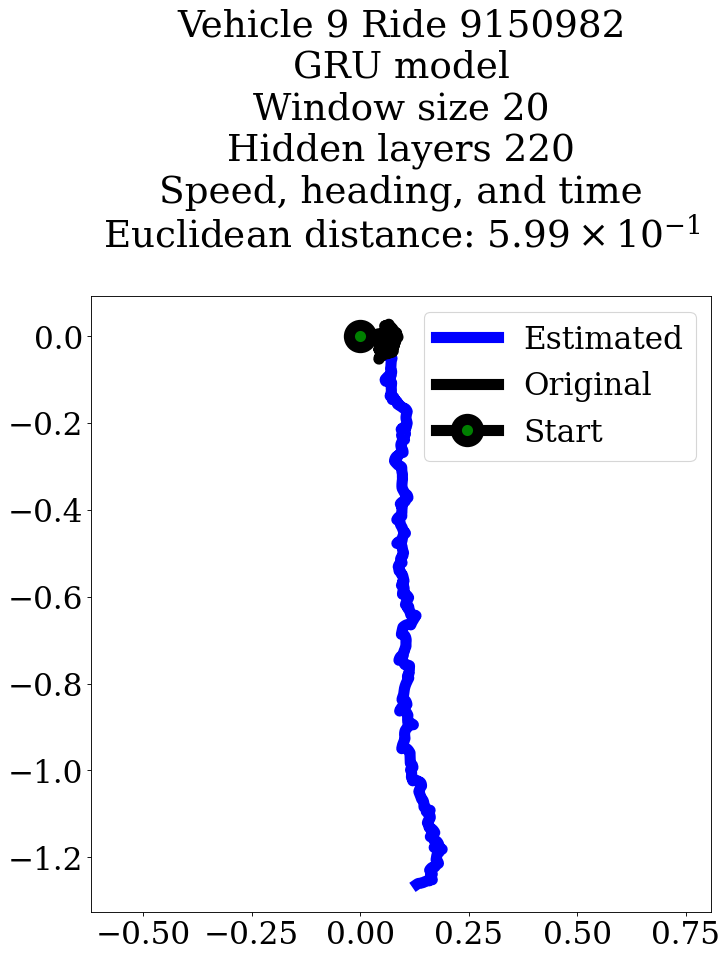 Vehicle 9 Ride 9150982
GRU model
Window size 20
Hidden layers 220
Speed, heading, and time
Euclidean distance: 5.99 × 10⁻¹
Estimated
Original
Start
0.0
−0.2
−0.4
−0.6
−0.8
−1.0
−1.2
−0.50 −0.25 0.00 0.25 0.50 0.75